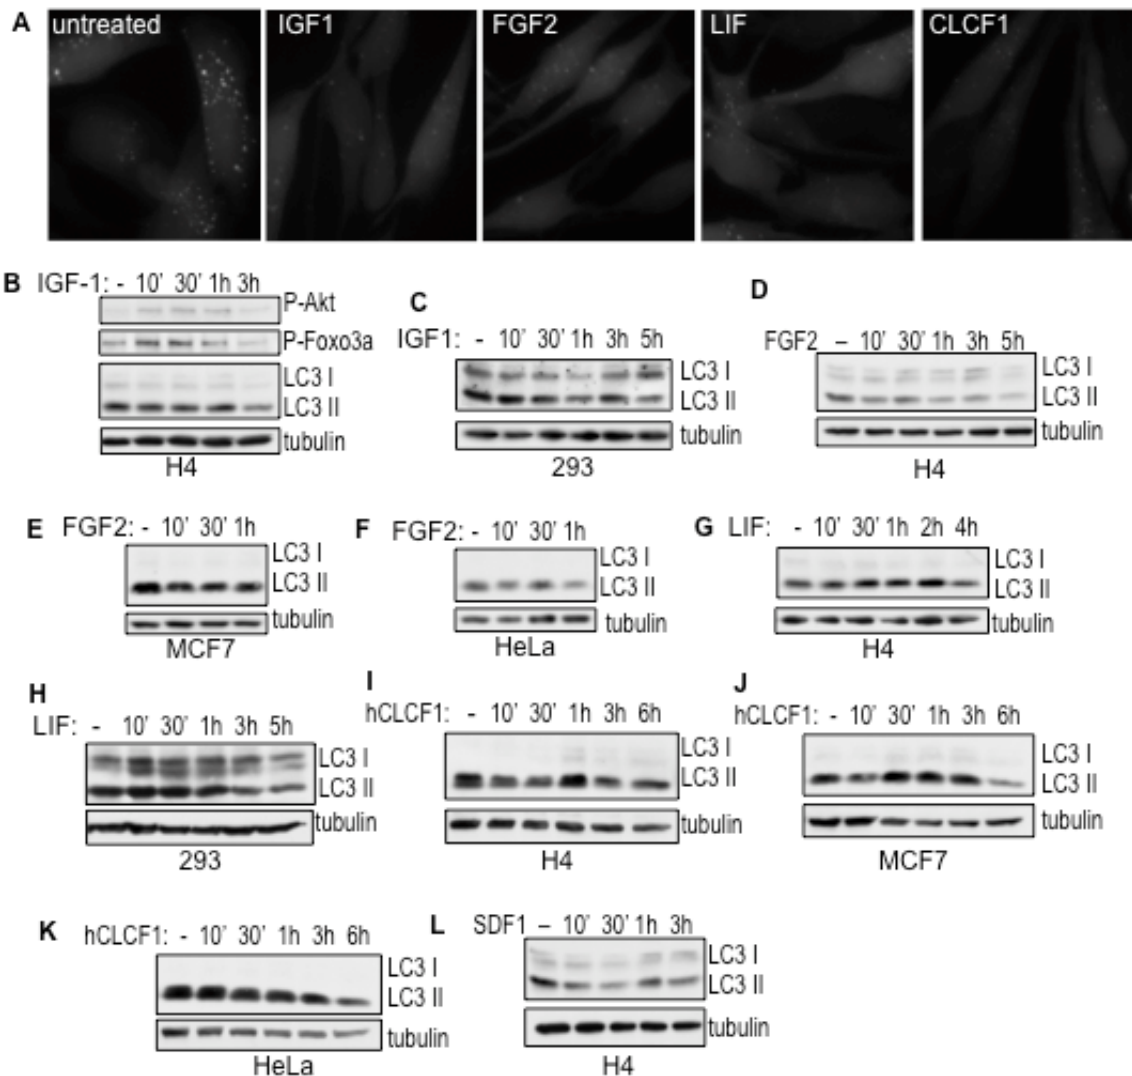 A untreated IGF1 FGF2 LIF CLCF1
B IGF-1: - 10' 30' 1h 3h
P-Akt
P-Foxo3a
LC3 I
LC3 II
tubulin
H4
C
IGF1: - 10' 30' 1h 3h 5h
LC3 I
LC3 II
tubulin
293
D
FGF2 – 10' 30' 1h 3h 5h
LC3 I
LC3 II
tubulin
H4
E FGF2: - 10' 30' 1h
LC3 I
LC3 II
tubulin
MCF7
F FGF2: - 10' 30' 1h
LC3 I
LC3 II
tubulin
HeLa
G LIF: - 10' 30' 1h 2h 4h
LC3 I
LC3 II
tubulin
H4
H
LIF: - 10' 30' 1h 3h 5h
LC3 I
LC3 II
tubulin
293
I
hCLCF1: - 10' 30' 1h 3h 6h
LC3 I
LC3 II
tubulin
H4
J
hCLCF1: - 10' 30' 1h 3h 6h
LC3 I
LC3 II
tubulin
MCF7
K hCLCF1: - 10' 30' 1h 3h 6h
LC3 I
LC3 II
tubulin
HeLa
L SDF1 – 10' 30' 1h 3h
LC3 I
LC3 II
tubulin
H4